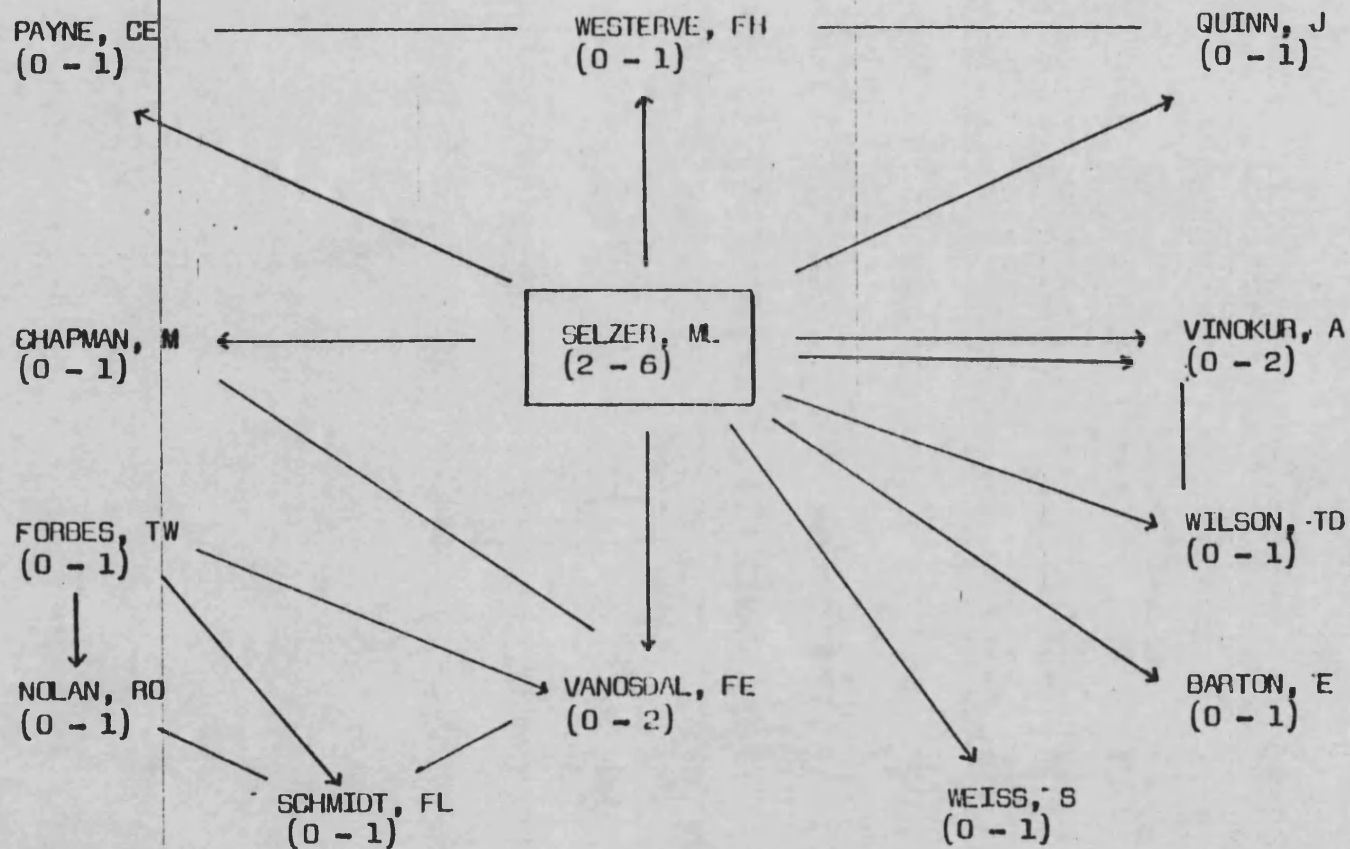 PAYNE, CE
(0 - 1)
WESTERVE, FH
(0 - 1)
QUINN, J
(0 - 1)
CHAPMAN, M
(0 - 1)
SELZER, ML
(2 - 6)
VINOKUR, A
(0 - 2)
FORBES, TW
(0 - 1)
WILSON, TD
(0 - 1)
NOLAN, RO
(0 - 1)
VANOSDAL, FE
(0 - 2)
BARTON, E
(0 - 1)
SCHMIDT, FL
(0 - 1)
WEISS, S
(0 - 1)